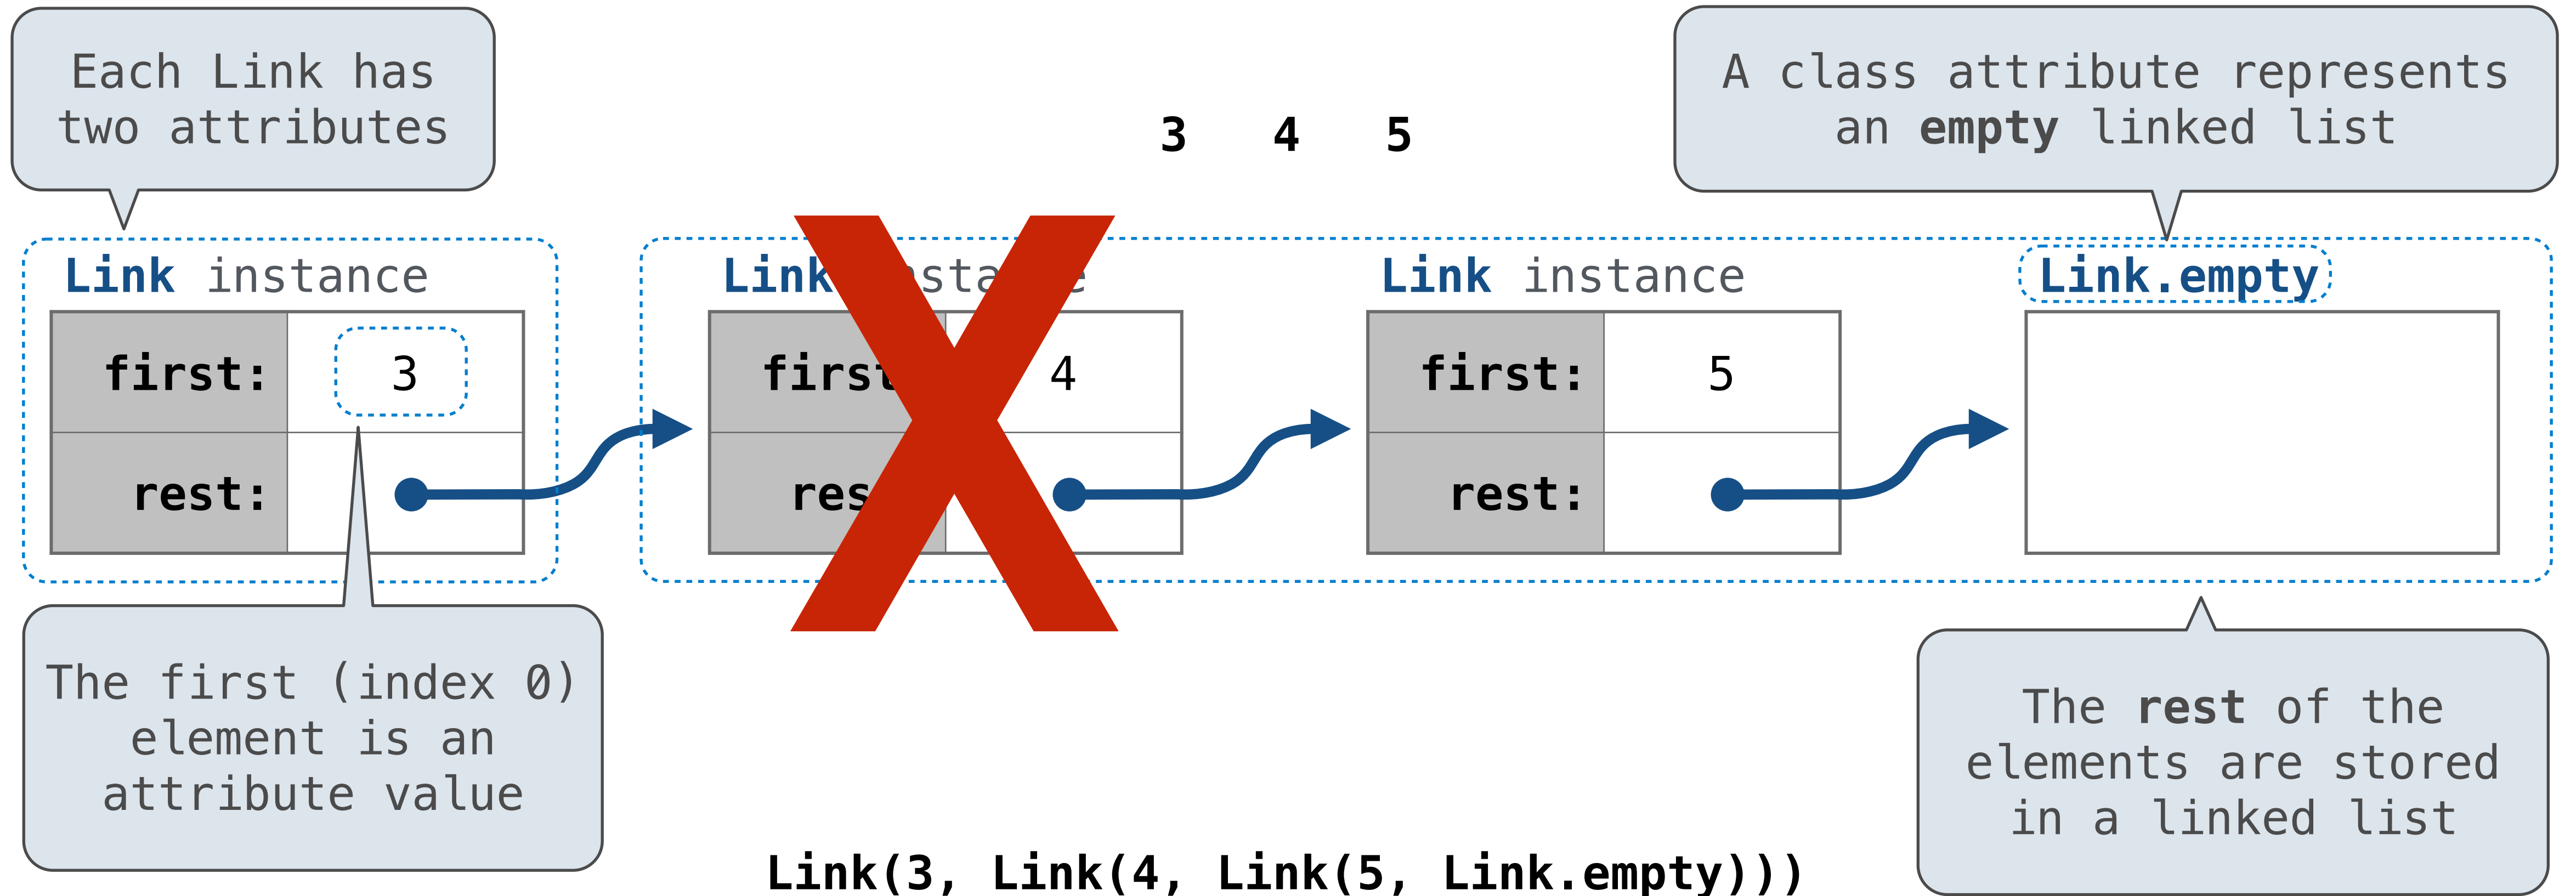 Each Link has
two attributes
3 4 5
A class attribute represents
an empty linked list
Link instance
first: 3
rest:
Link
first 4
Link instance
first: 5
rest:
Link.empty
The first (index 0)
element is an
attribute value
The rest of the
elements are stored
in a linked list
Link(3, Link(4, Link(5, Link.empty)))